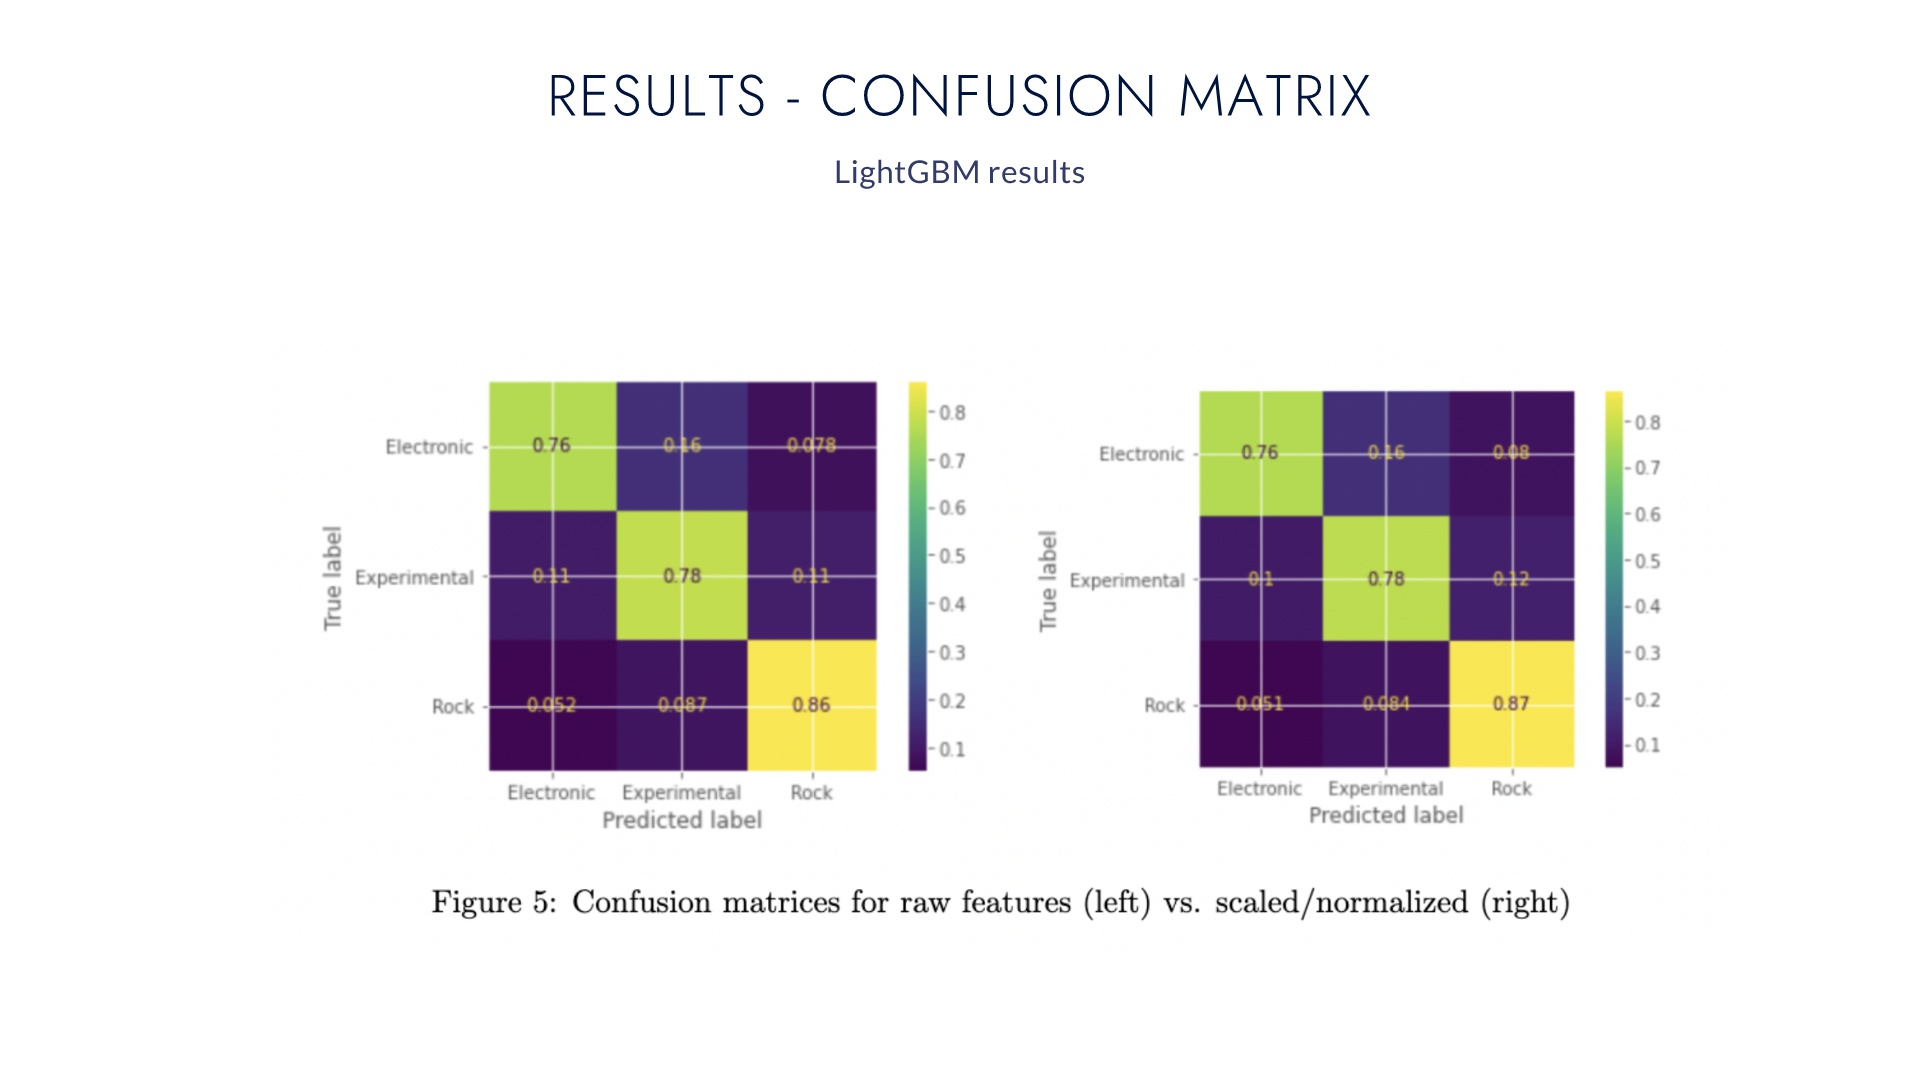 RESULTS - CONFUSION MATRIX
LightGBM results
True label
Electronic
Experimental
Rock
0.76 0.16 0.078
0.11 0.78 0.11
0.052 0.087 0.86
Electronic Experimental Rock
Predicted label
0.8
0.7
0.6
0.5
0.4
0.3
0.2
0.1
True label
Electronic
Experimental
Rock
0.76 0.16 0.08
0.1 0.78 0.12
0.051 0.084 0.87
Electronic Experimental Rock
Predicted label
0.8
0.7
0.6
0.5
0.4
0.3
0.2
0.1
Figure 5: Confusion matrices for raw features (left) vs. scaled/normalized (right)